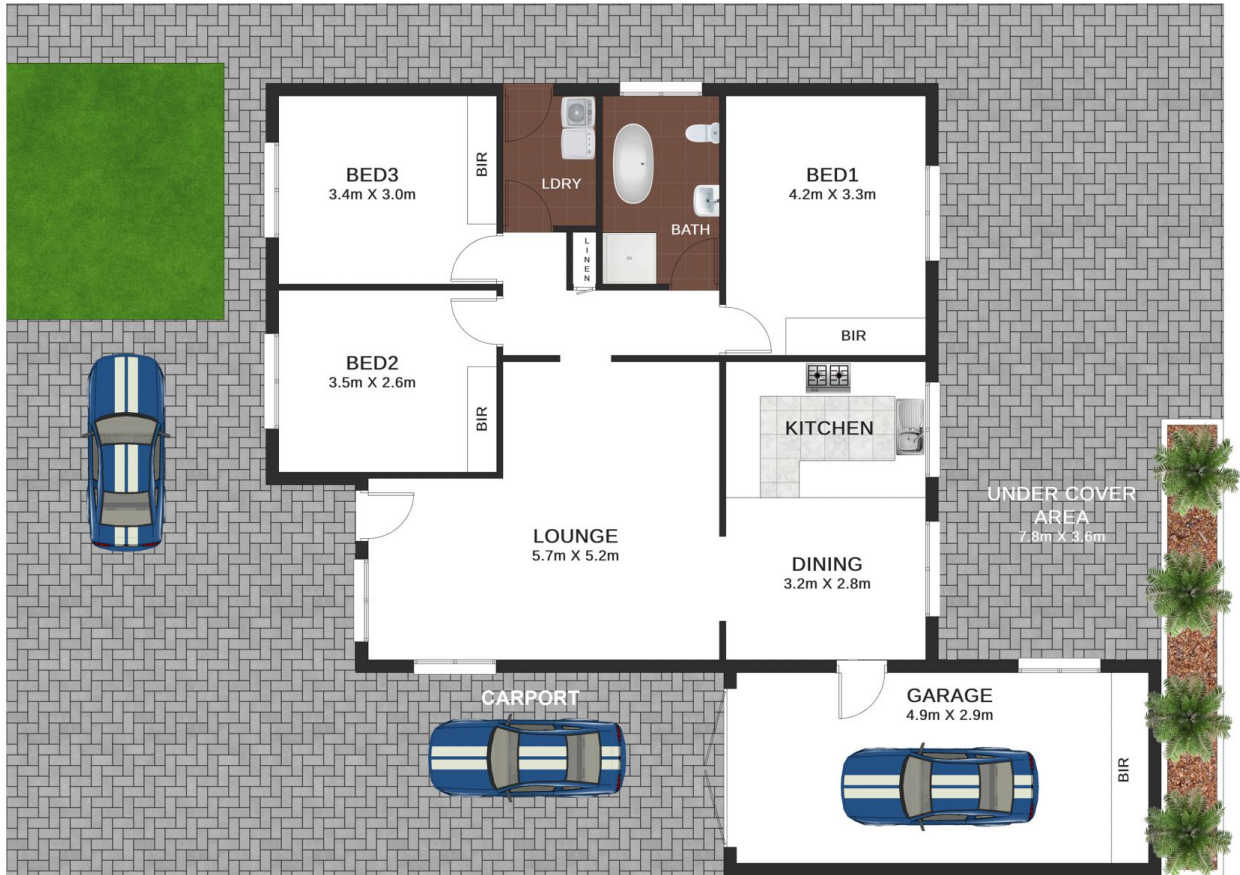 BED3
3.4m X 3.0m
BIR
LDRY
LINEN
BATH
BED1
4.2m X 3.3m
BIR
BED2
3.5m X 2.6m
BIR
KITCHEN
LOUNGE
5.7m X 5.2m
DINING
3.2m X 2.8m
UNDER COVER
AREA
7.8m X 3.6m
CARPORT
GARAGE
4.9m X 2.9m
BIR